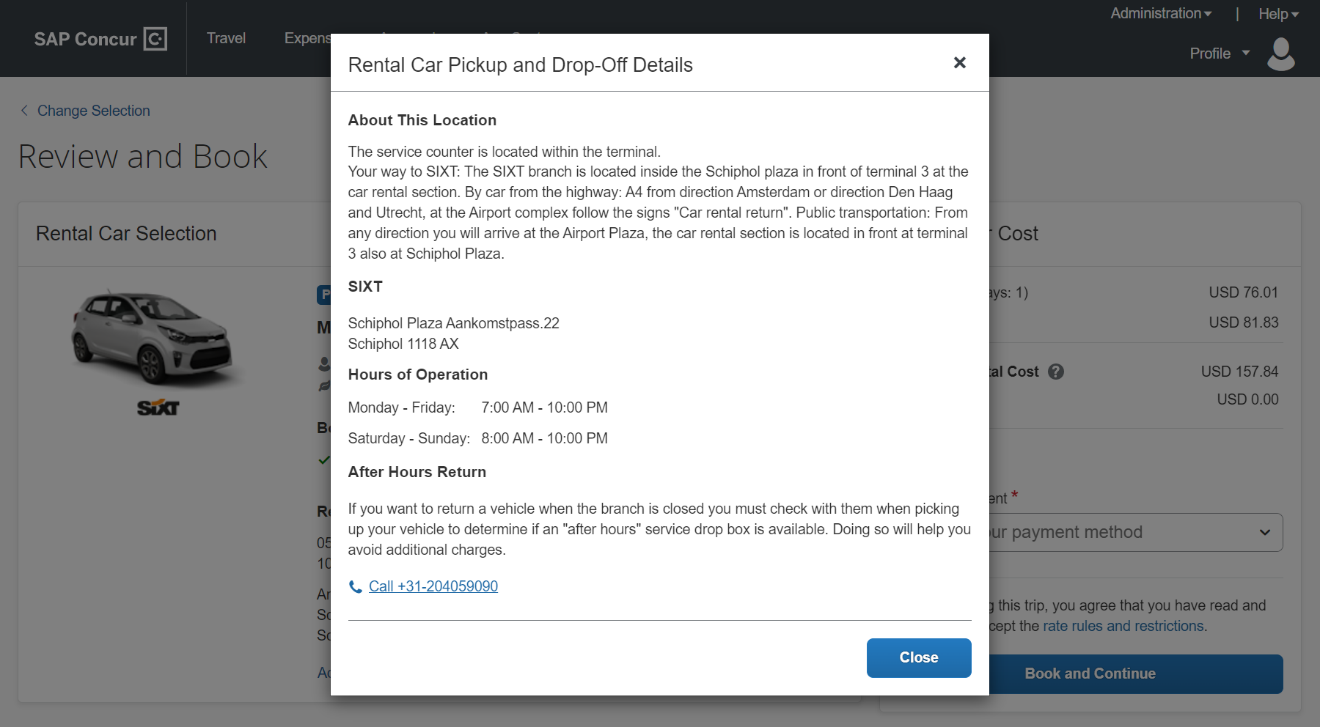 Administration
|
Help
SAP Concur
Travel
Profile
Rental Car Pickup and Drop-Off Details
Change Selection
Review and Book
About This Location
The service counter is located within the terminal.
Your way to SIXT: The SIXT branch is located inside the Schiphol plaza in front of terminal 3 at the
car rental section. By car from the highway: A4 from direction Amsterdam or direction Den Haag
and Utrecht, at the Airport complex follow the signs "Car rental return". Public transportation: From
any direction you will arrive at the Airport Plaza, the car rental section is located in front at terminal
3 also at Schiphol Plaza.
SIXT
Schiphol Plaza Aankomstpass.22
Schiphol 1118 AX
Hours of Operation
Monday - Friday: 7:00 AM - 10:00 PM
Saturday - Sunday: 8:00 AM - 10:00 PM
After Hours Return
If you want to return a vehicle when the branch is closed you must check with them when picking
up your vehicle to determine if an "after hours" service drop box is available. Doing so will help you
avoid additional charges.
Call +31-204059090
Close
Rental Car Selection
SIXT
Cost
1)
USD 76.01
USD 81.83
Cost
USD 157.84
USD 0.00
*
payment method
this trip, you agree that you have read and
the rate rules and restrictions.
Book and Continue